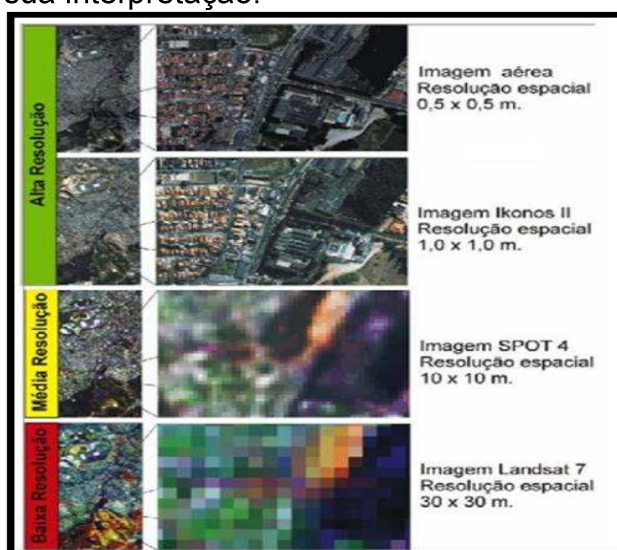 sua interpretação.
Alta Resolução
Imagem aérea
Resolução espacial
0,5 x 0,5 m.
Imagem Ikonos II
Resolução espacial
1,0 x 1,0 m.
Média Resolução
Imagem SPOT 4
Resolução espacial
10 x 10 m.
Baixa Resolução
Imagem Landsat 7
Resolução espacial
30 x 30 m.